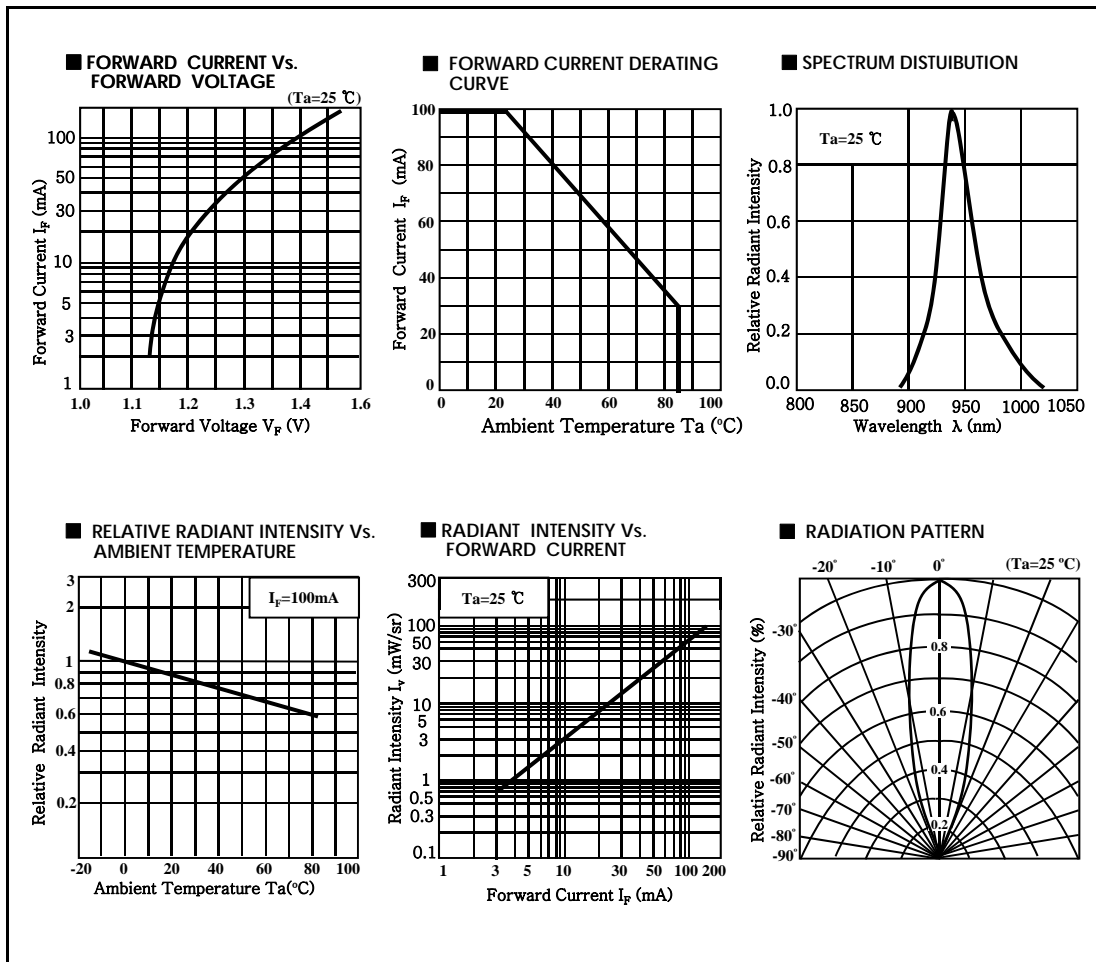 ■ FORWARD CURRENT Vs.
FORWARD VOLTAGE
(Ta=25 ℃)
100
50
30
10
5
3
1
1.0 1.1 1.2 1.3 1.4 1.5 1.6
Forward Current IF (mA)
Forward Voltage VF (V)
■ FORWARD CURRENT DERATING
CURVE
100
80
60
40
20
0
0 20 40 60 80 100
Forward Current IF (mA)
Ambient Temperature Ta (°C)
■ SPECTRUM DISTUIBUTION
Ta=25 ℃
1.0
0.8
0.6
0.4
0.2
0.0
800 850 900 950 1000 1050
Relative Radiant Intensity
Wavelength λ (nm)
■ RELATIVE RADIANT INTENSITY Vs.
AMBIENT TEMPERATURE
IF=100mA
3
2
1
0.8
0.6
0.4
0.2
-20 0 20 40 60 80 100
Relative Radiant Intensity
Ambient Temperature Ta(°C)
■ RADIANT INTENSITY Vs.
FORWARD CURRENT
Ta=25 ℃
300
100
50
30
10
5
3
1
0.5
0.3
0.1
1 3 5 10 30 50 100 200
Radiant Intensity Iv (mW/sr)
Forward Current IF (mA)
■ RADIATION PATTERN
-20° -10° 0° (Ta=25 °C)
-30°
-40°
-50°
-60°
-70°
-80°
-90°
0.8
0.6
0.4
0.2
Relative Radiant Intensity (%)